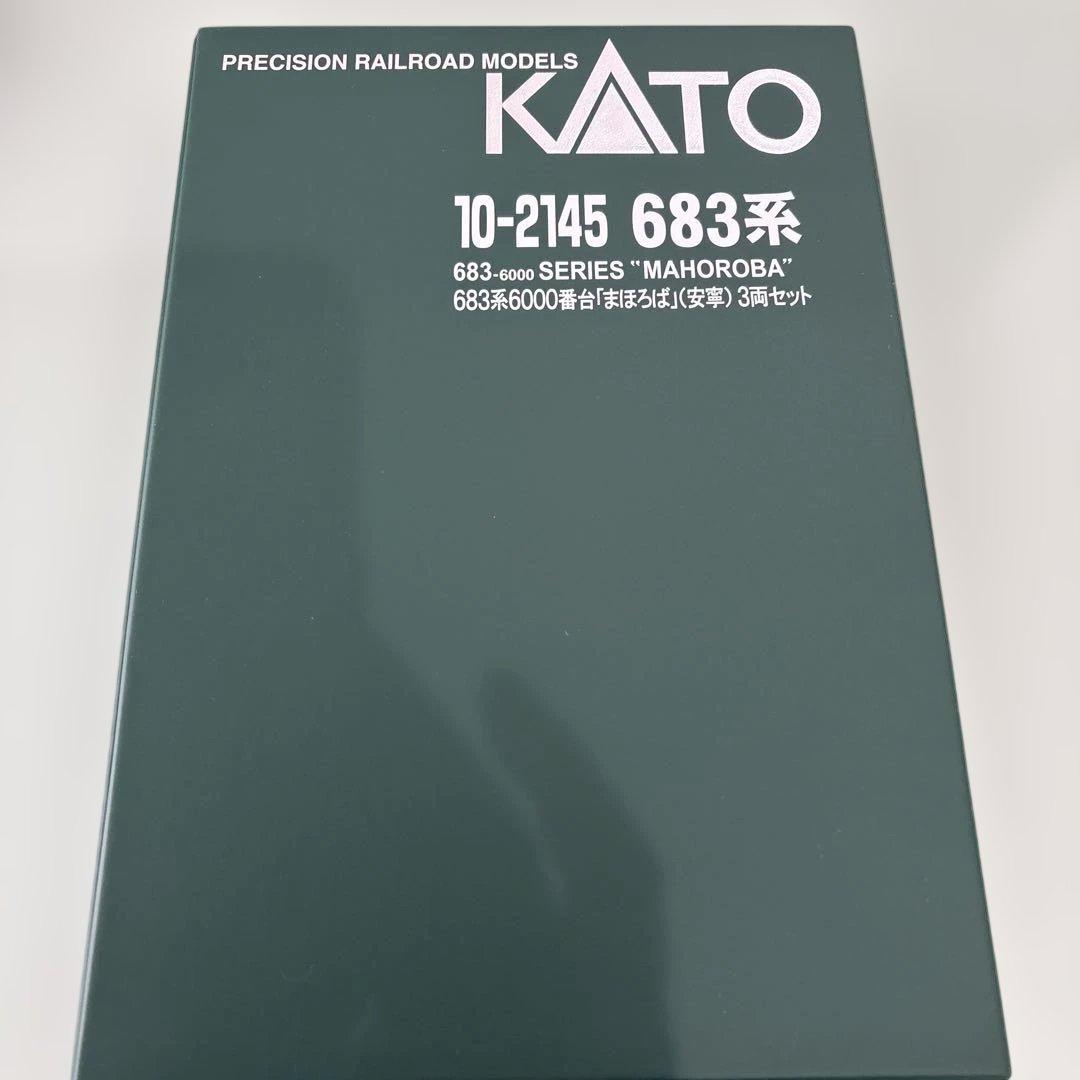 PRECISION RAILROAD MODELS
KATO
10-2145 683系
683-6000 SERIES "MAHOROBA"
683系6000番台「まほろば」(安寧) 3両セット